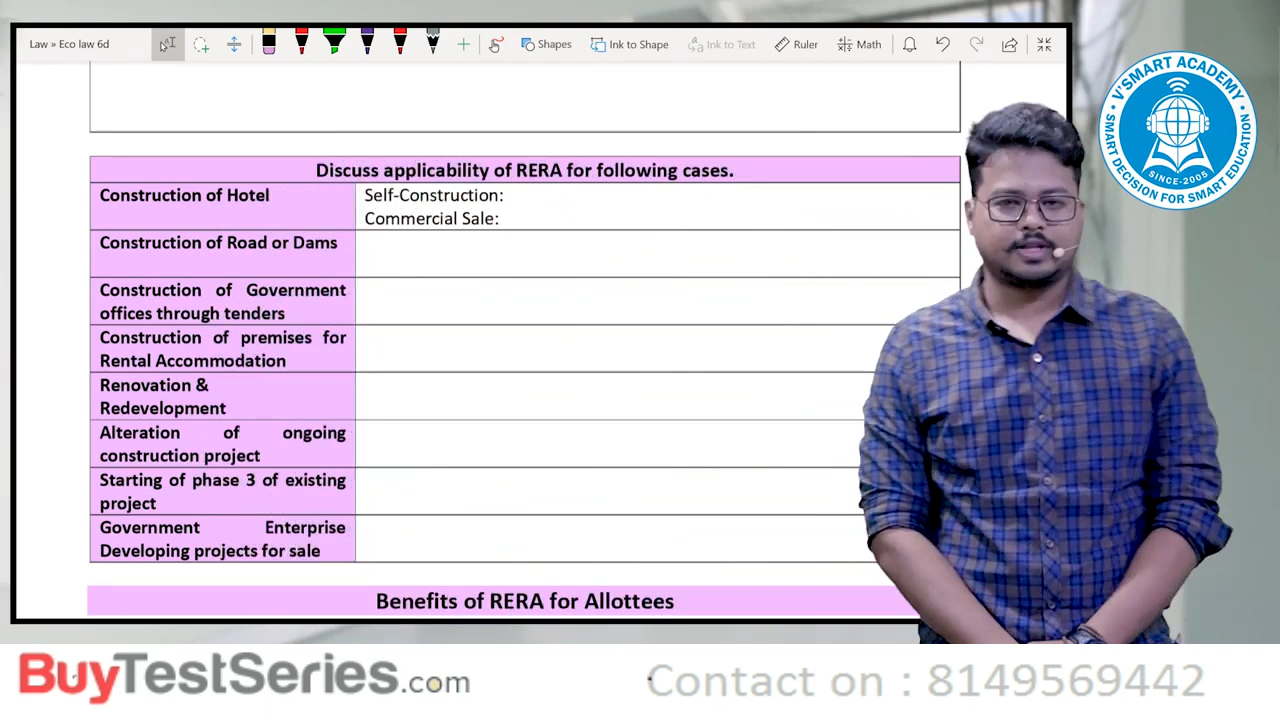 Law » Eco law 6d
Shapes
Ink to Shape
Ink to Text
Ruler
Math
Discuss applicability of RERA for following cases.
Construction of Hotel
Self-Construction:
Commercial Sale:
Construction of Road or Dams
Construction of Government
offices through tenders
Construction of premises for
Rental Accommodation
Renovation &
Redevelopment
Alteration of ongoing
construction project
Starting of phase 3 of existing
project
Government Enterprise
Developing projects for sale
Benefits of RERA for Allottees
V'SMART ACADEMY
SMART DECISION FOR SMART EDUCATION
SINCE-2005
BuyTestSeries.com
Contact on : 8149569442